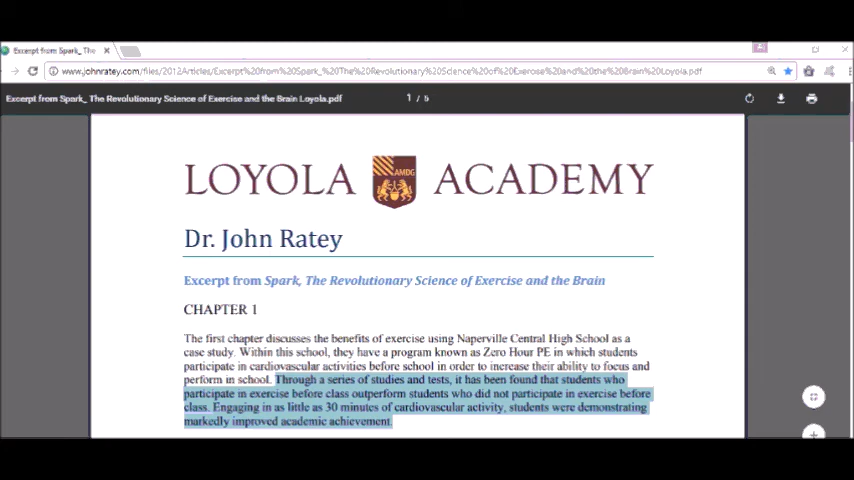 Excerpt from Spark_ The
www.johnratey.com/files/2012Articles/Excerpt%20from%20Spark_%20The%20Revolutionary%20Science%20of%20Exercise%20and%20the%20Brain%20Loyola.pdf
Excerpt from Spark_ The Revolutionary Science of Exercise and the Brain Loyola.pdf 1 / 5
LOYOLA AMDG ACADEMY
Dr. John Ratey
Excerpt from Spark, The Revolutionary Science of Exercise and the Brain
CHAPTER 1
The first chapter discusses the benefits of exercise using Naperville Central High School as a
case study. Within this school, they have a program known as Zero Hour PE in which students
participate in cardiovascular activities before school in order to increase their ability to focus and
perform in school. Through a series of studies and tests, it has been found that students who
participate in exercise before class outperform students who did not participate in exercise before
class. Engaging in as little as 30 minutes of cardiovascular activity, students were demonstrating
markedly improved academic achievement.